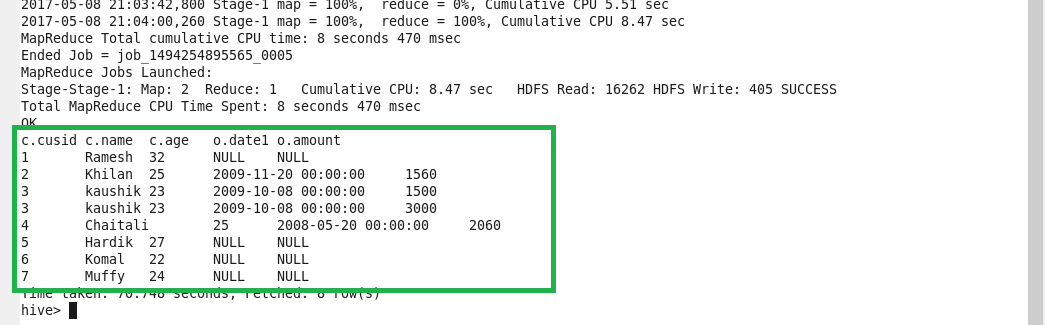 2017-05-08 21:03:42,800 Stage-1 map = 100%,  reduce = 0%, Cumulative CPU 5.51 sec
2017-05-08 21:04:00,260 Stage-1 map = 100%,  reduce = 100%, Cumulative CPU 8.47 sec
MapReduce Total cumulative CPU time: 8 seconds 470 msec
Ended Job = job_1494254895565_0005
MapReduce Jobs Launched:
Stage-Stage-1: Map: 2  Reduce: 1   Cumulative CPU: 8.47 sec   HDFS Read: 16262 HDFS Write: 405 SUCCESS
Total MapReduce CPU Time Spent: 8 seconds 470 msec
OK
c.cusid c.name  c.age   o.date1 o.amount
1       Ramesh  32      NULL    NULL
2       Khilan  25      2009-11-20 00:00:00     1560
3       kaushik 23      2009-10-08 00:00:00     1500
3       kaushik 23      2009-10-08 00:00:00     3000
4       Chaitali        25      2008-05-20 00:00:00     2060
5       Hardik  27      NULL    NULL
6       Komal   22      NULL    NULL
7       Muffy   24      NULL    NULL
Time taken: 70.748 seconds, Fetched: 8 row(s)
hive>